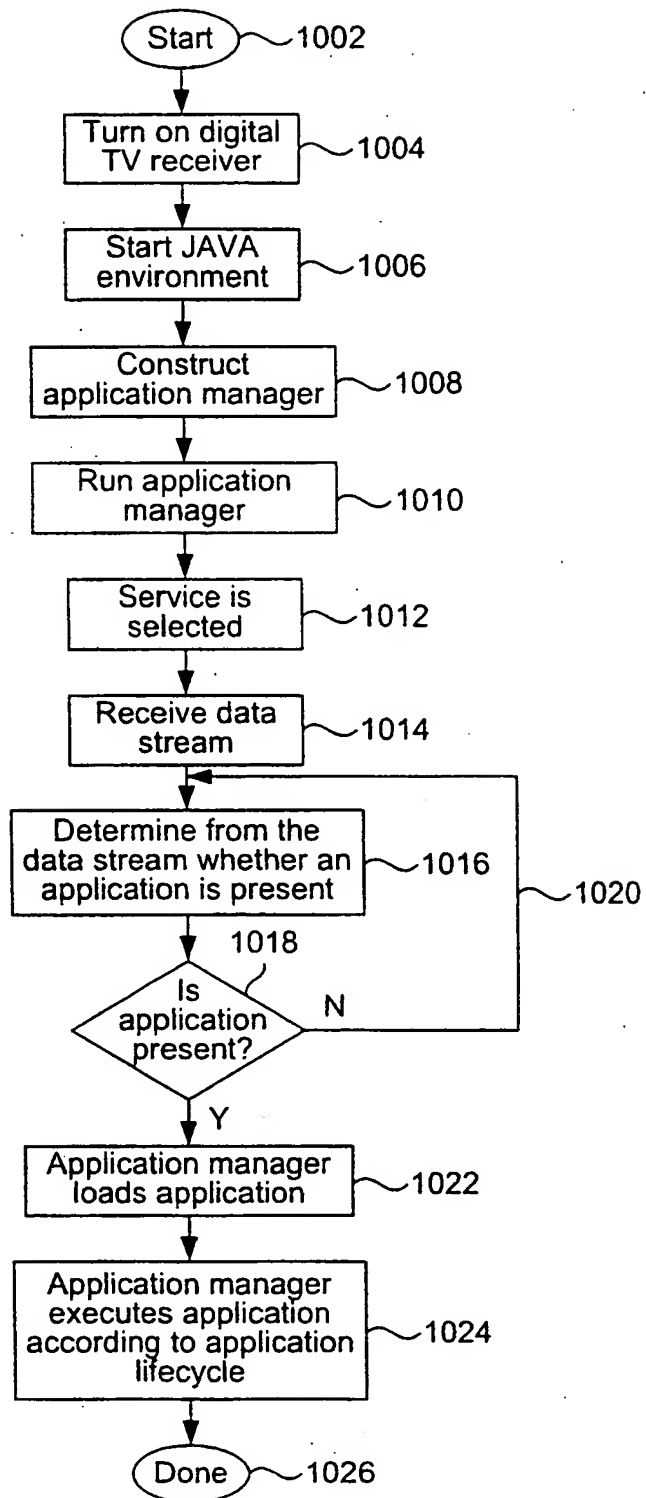 Start
1002
Turn on digital
TV receiver
1004
Start JAVA
environment
1006
Construct
application manager
1008
Run application
manager
1010
Service is
selected
1012
Receive data
stream
1014
Determine from the
data stream whether an
application is present
1016
1020
1018
Is
application
present?
N
Y
Application manager
loads application
1022
Application manager
executes application
according to application
lifecycle
1024
Done
1026